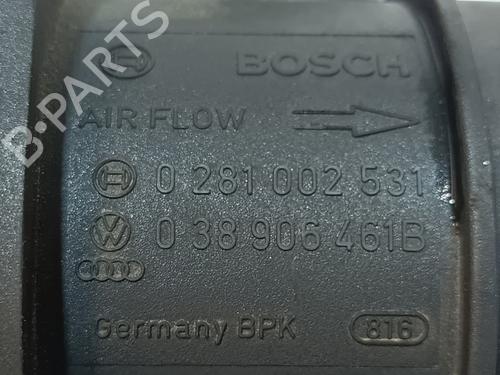 BOSCH
AIR FLOW
0 281 002 531
0 38 906 461B
Germany BPK 816
B-PARTS